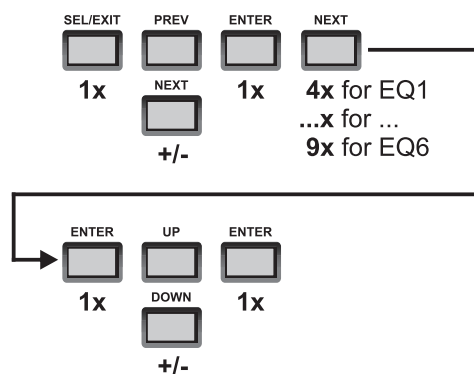 SEL/EXIT PREV ENTER NEXT
1x NEXT 1x 4x for EQ1
...x for ...
+/- 9x for EQ6
ENTER UP ENTER
1x DOWN 1x
+/-